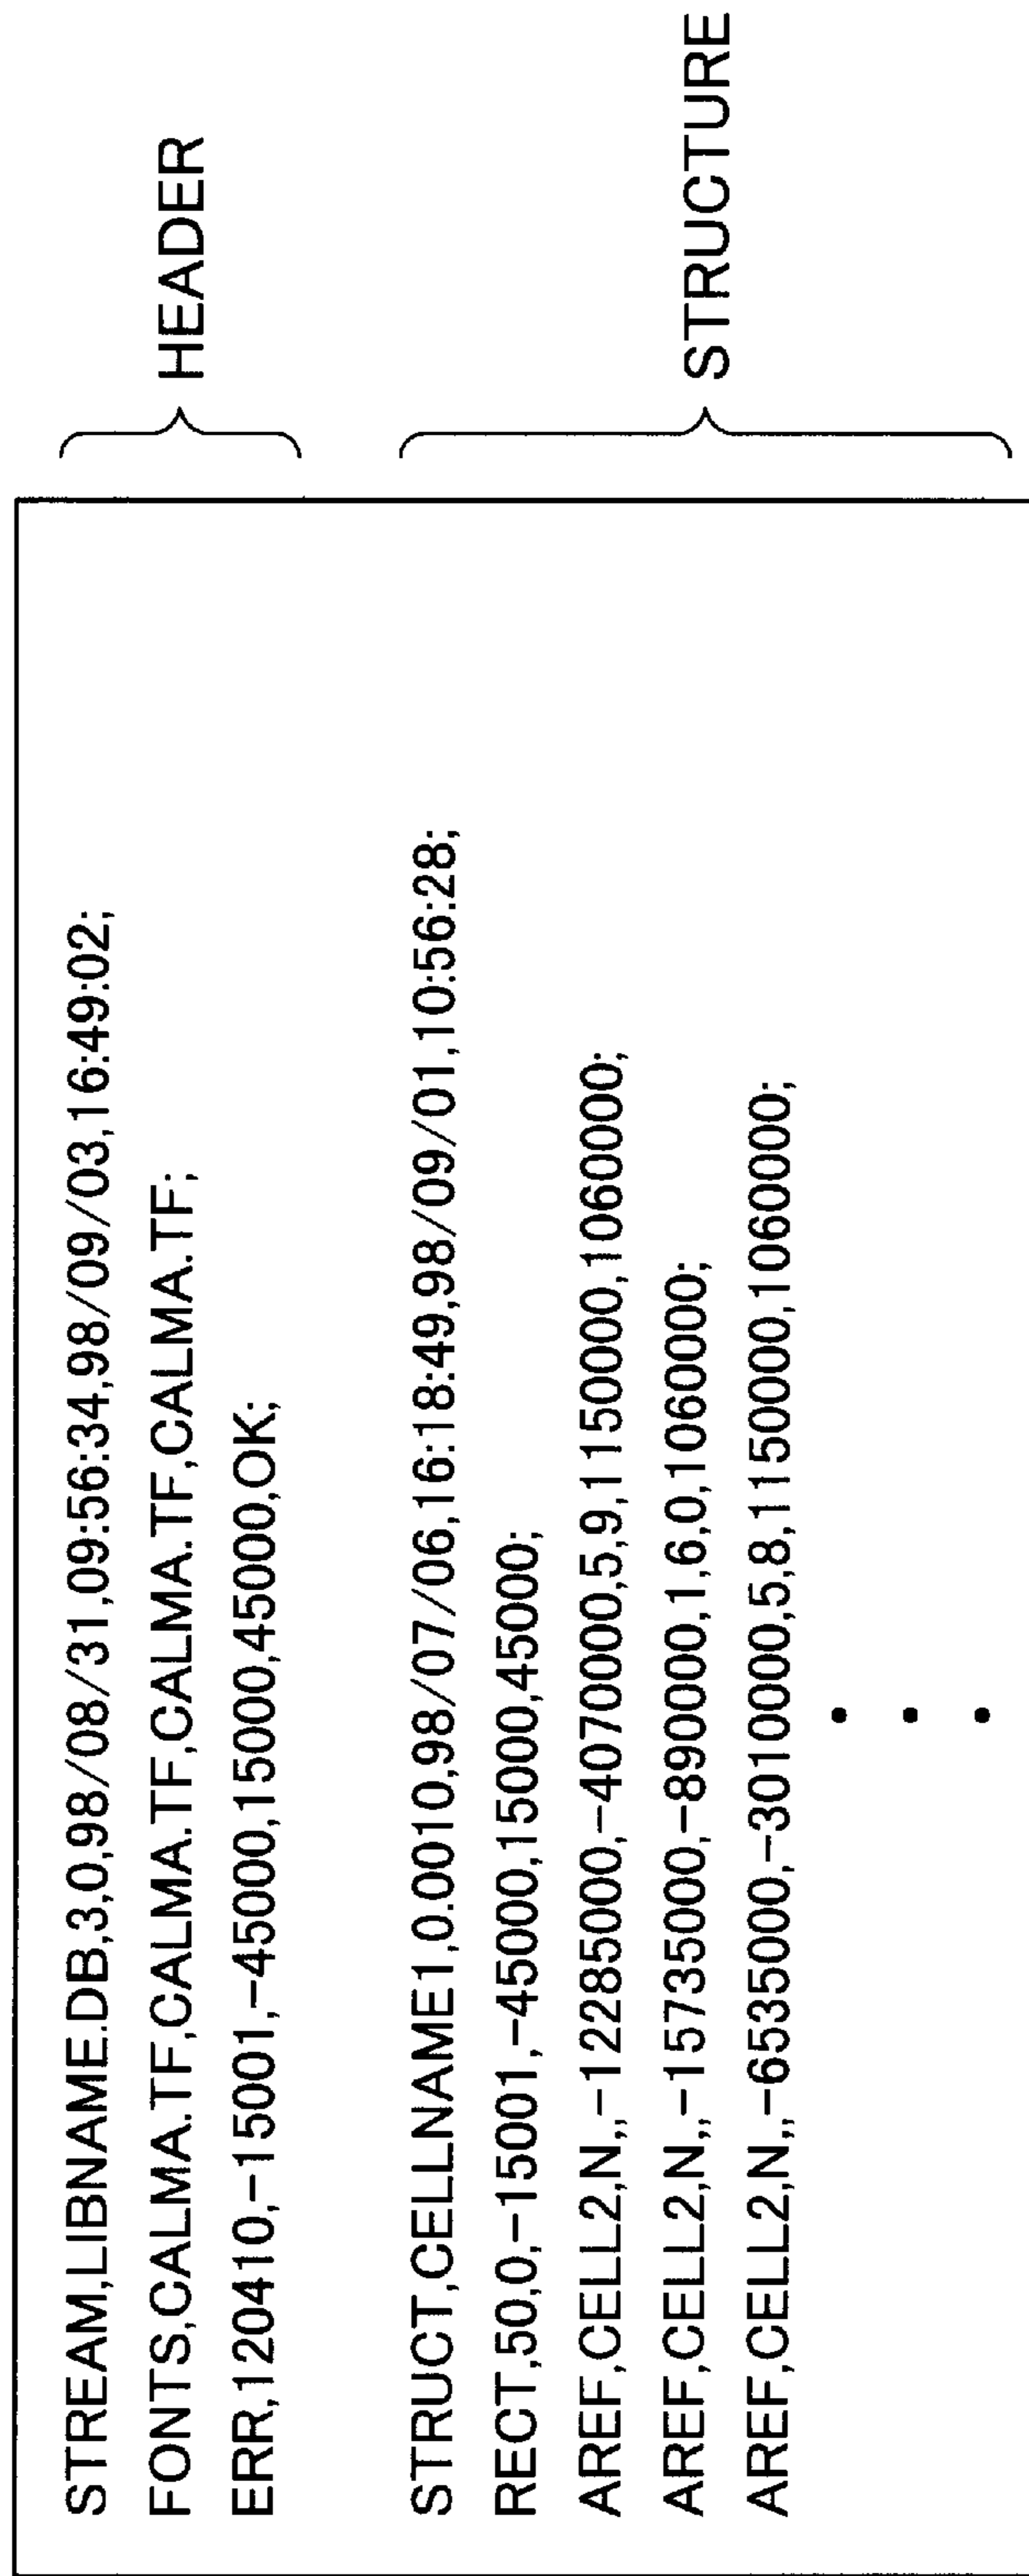 STREAM,LIBNAME.DB,3,0,98/08/31,09:56:34,98/09/03,16:49:02;
FONTS,CALMA.TF,CALMA.TF,CALMA.TF,CALMA.TF;
ERR,120410,-15001,-45000,15000,45000,OK;
HEADER
STRUCT,CELLNAME1,0.0010,98/07/06,16:18:49,98/09/01,10:56:28;
RECT,50,0,-15001,-45000,15000,45000;
AREF,CELL2,N,,-12285000,-4070000,5,9,1150000,1060000;
AREF,CELL2,N,,-15735000,-890000,1,6,0,1060000;
AREF,CELL2,N,,-6535000,-3010000,5,8,1150000,1060000;
STRUCTURE